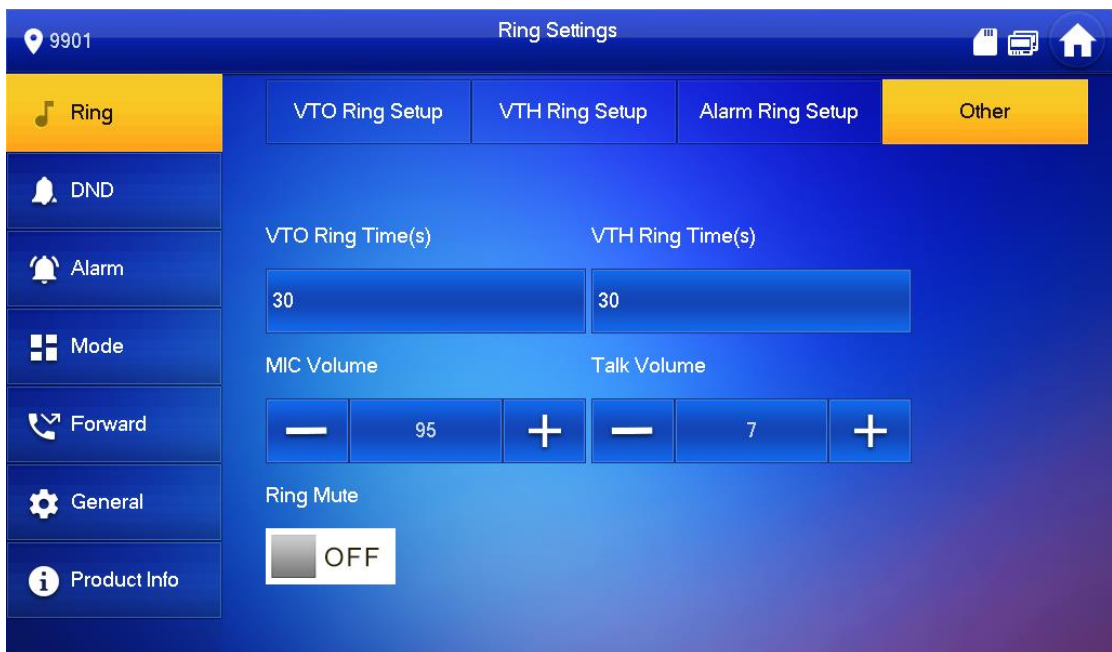 9901
Ring Settings
Ring
VTO Ring Setup
VTH Ring Setup
Alarm Ring Setup
Other
DND
Alarm
Mode
Forward
General
Product Info
VTO Ring Time(s)
VTH Ring Time(s)
30
30
MIC Volume
Talk Volume
95
7
Ring Mute
OFF